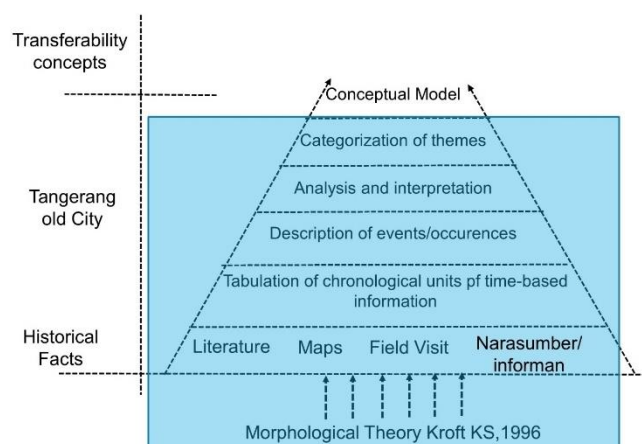 Transferability
concepts
Conceptual Model
Categorization of themes
Tangerang
old City
Analysis and interpretation
Description of events/occurences
Tabulation of chronological units pf time-based
information
Historical
Facts
Literature Maps Field Visit Narasumber/
informan
Morphological Theory Kroft KS,1996